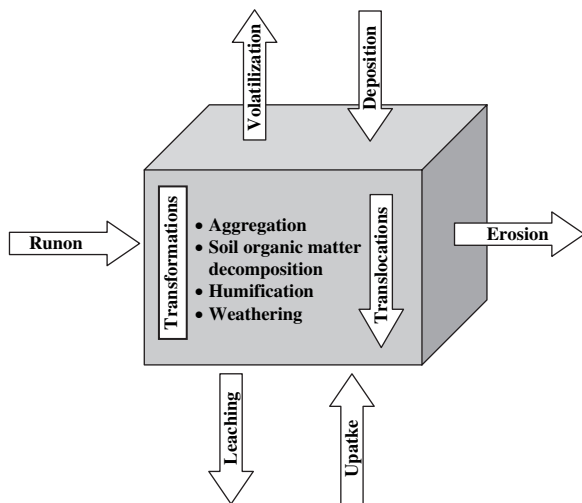 Volatilization
Deposition
Runon
Transformations
• Aggregation
• Soil organic matter
decomposition
• Humification
• Weathering
Translocations
Erosion
Leaching
Upatke